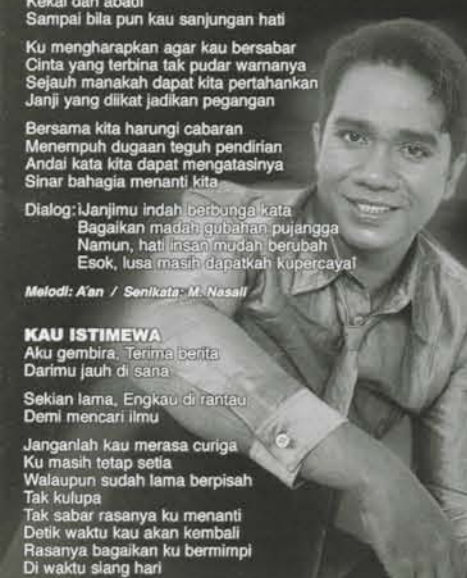 Kekal dan abadi
Sampai bila pun kau sanjungan hati
Ku mengharapkan agar kau bersabar
Cinta yang terbina tak pudar warnanya
Sejauh manakah dapat kita pertahankan
Janji yang diikat jadikan pegangan
Bersama kita harungi cabaran
Menempuh dugaan teguh pendirian
Andai kata kita dapat mengatasinya
Sinar bahagia menanti kita
Dialog: ìJanjimu indah berbunga kata
Bagaikan madah gubahan pujangga
Namun, hati insan mudah berubah
Esok, lusa masih dapatkah kupercayaî
Melodi: A'an / Senikata: M. Nasali
KAU ISTIMEWA
Aku gembira, Terima berita
Darimu jauh di sana
Sekian lama, Engkau di rantau
Demi mencari ilmu
Janganlah kau merasa curiga
Ku masih tetap setia
Walaupun sudah lama berpisah
Tak kulupa
Tak sabar rasanya ku menanti
Detik waktu kau akan kembali
Rasanya bagaikan ku bermimpi
Di waktu siang hari